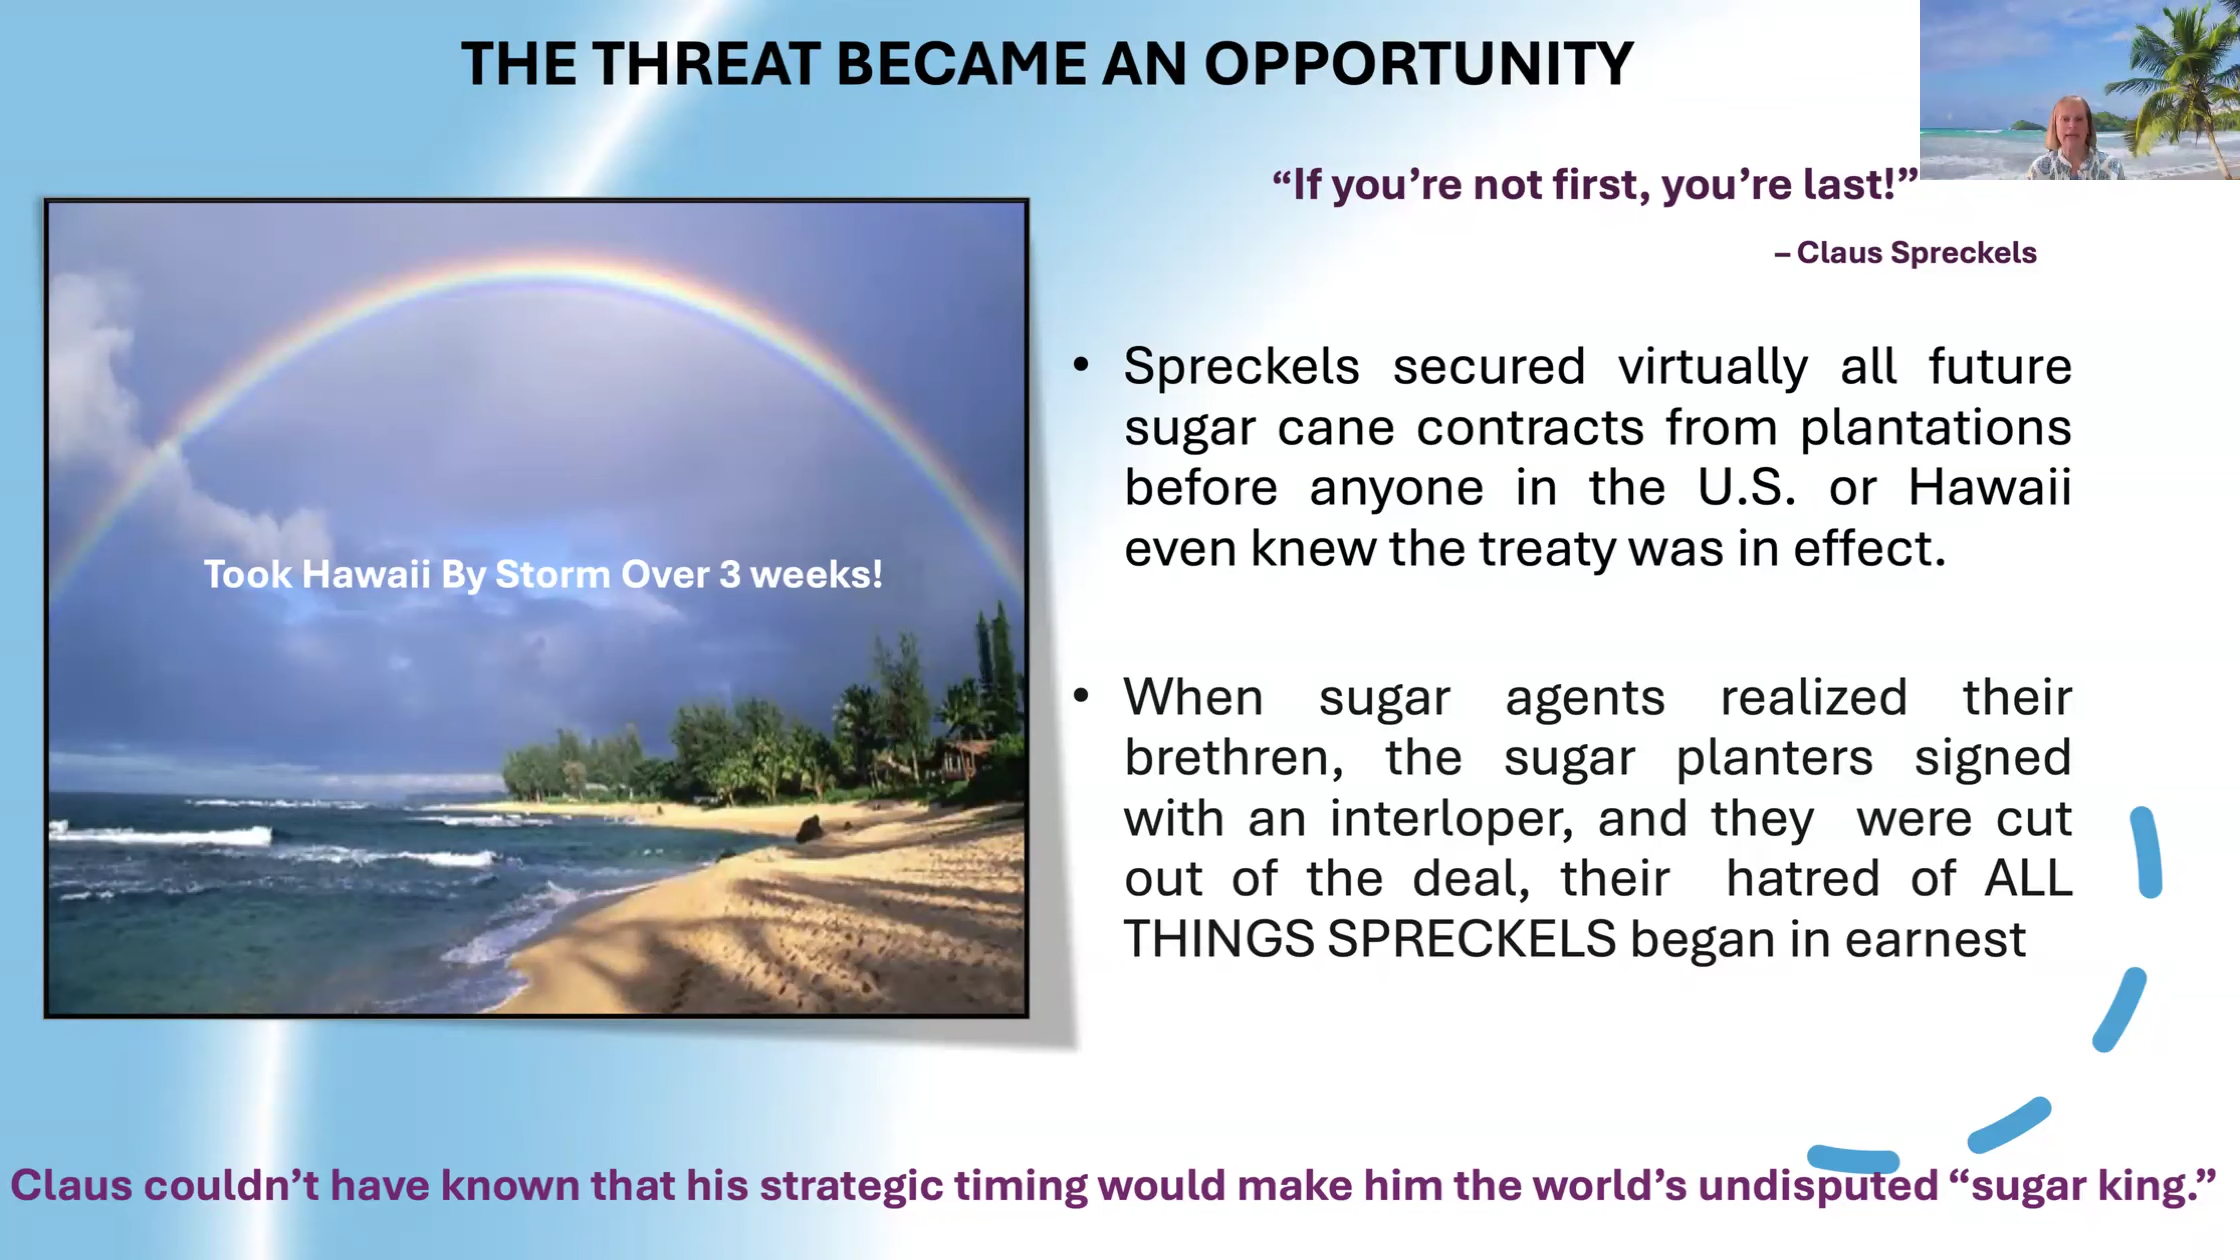 THE THREAT BECAME AN OPPORTUNITY
“If you’re not first, you’re last!”
– Claus Spreckels
Took Hawaii By Storm Over 3 weeks!
• Spreckels secured virtually all future
sugar cane contracts from plantations
before anyone in the U.S. or Hawaii
even knew the treaty was in effect.
• When sugar agents realized their
brethren, the sugar planters signed
with an interloper, and they were cut
out of the deal, their hatred of ALL
THINGS SPRECKELS began in earnest
Claus couldn’t have known that his strategic timing would make him the world’s undisputed “sugar king.”